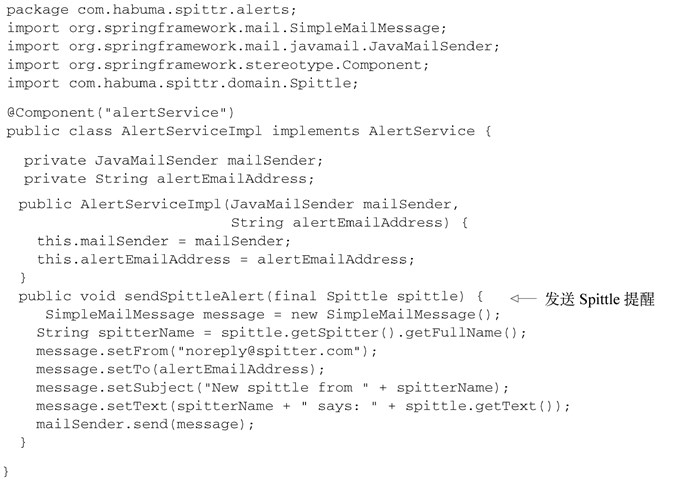 package com.habuma.spittr.alerts;
import org.springframework.mail.SimpleMailMessage;
import org.springframework.mail.javamail.JavaMailSender;
import org.springframework.stereotype.Component;
import com.habuma.spittr.domain.Spittle;
@Component("alertService")
public class AlertServiceImpl implements AlertService {
private JavaMailSender mailSender;
private String alertEmailAddress;
public AlertServiceImpl(JavaMailSender mailSender,
String alertEmailAddress) {
this.mailSender = mailSender;
this.alertEmailAddress = alertEmailAddress;
}
public void sendSpittleAlert(final Spittle spittle) { 发送 Spittle 提醒
SimpleMailMessage message = new SimpleMailMessage();
String spitterName = spittle.getSpitter().getFullName();
message.setFrom("noreply@spitter.com");
message.setTo(alertEmailAddress);
message.setSubject("New spittle from " + spitterName);
message.setText(spitterName + " says: " + spittle.getText());
mailSender.send(message);
}
}